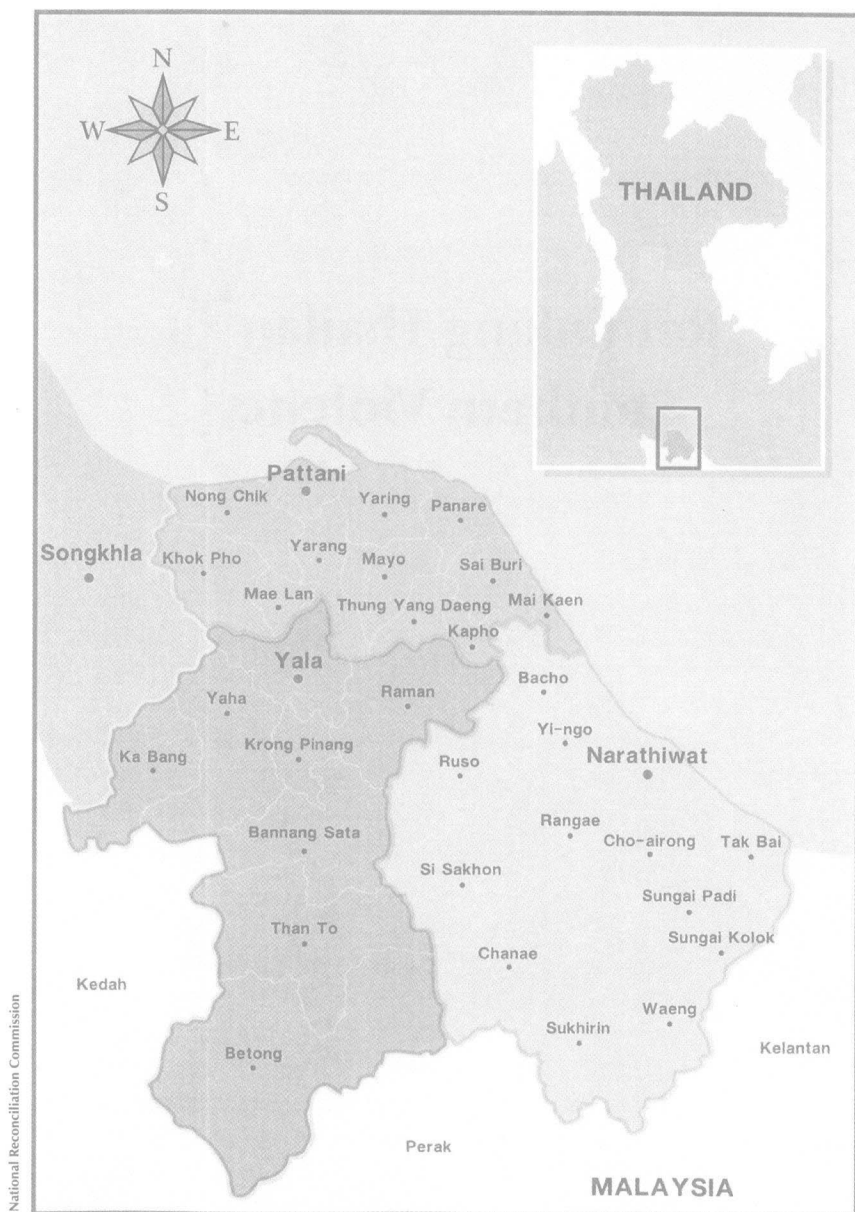 N
W E
S
THAILAND
Pattani
Nong Chik
Yaring
Panare
Songkhla
Khok Pho
Yarang
Mayo
Sai Buri
Mae Lan
Thung Yang Daeng
Mai Kaen
Kapho
Yala
Bacho
Yaha
Raman
Yi-ngo
Ka Bang
Krong Pinang
Ruso
Narathiwat
Bannang Sata
Rangae
Cho-airong
Tak Bai
Si Sakhon
Sungai Padi
Than To
Sungai Kolok
Chanae
Kedah
Waeng
Sukhirin
Betong
Kelantan
Perak
MALAYSIA
National Reconciliation Commission